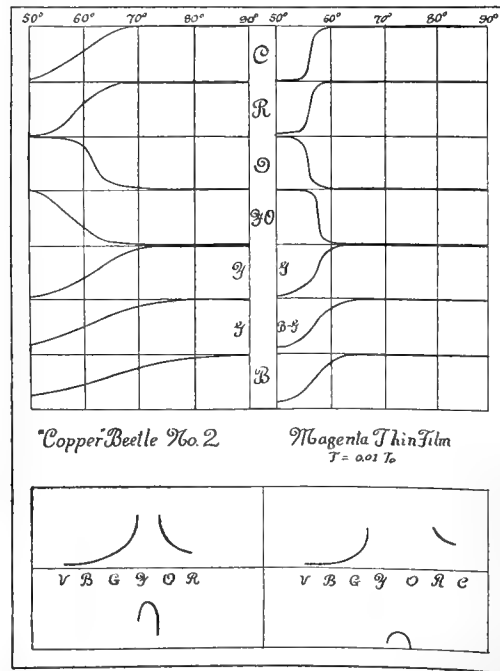 50° 60° 70° 80° 90° 50° 60° 70° 80° 90°
C
R
O
YO
Y G
G B-G
B
"Copper" Beetle No. 2 Magenta Thin Film
T = 0.01 T₀
V B G Y O R V B G Y O R C